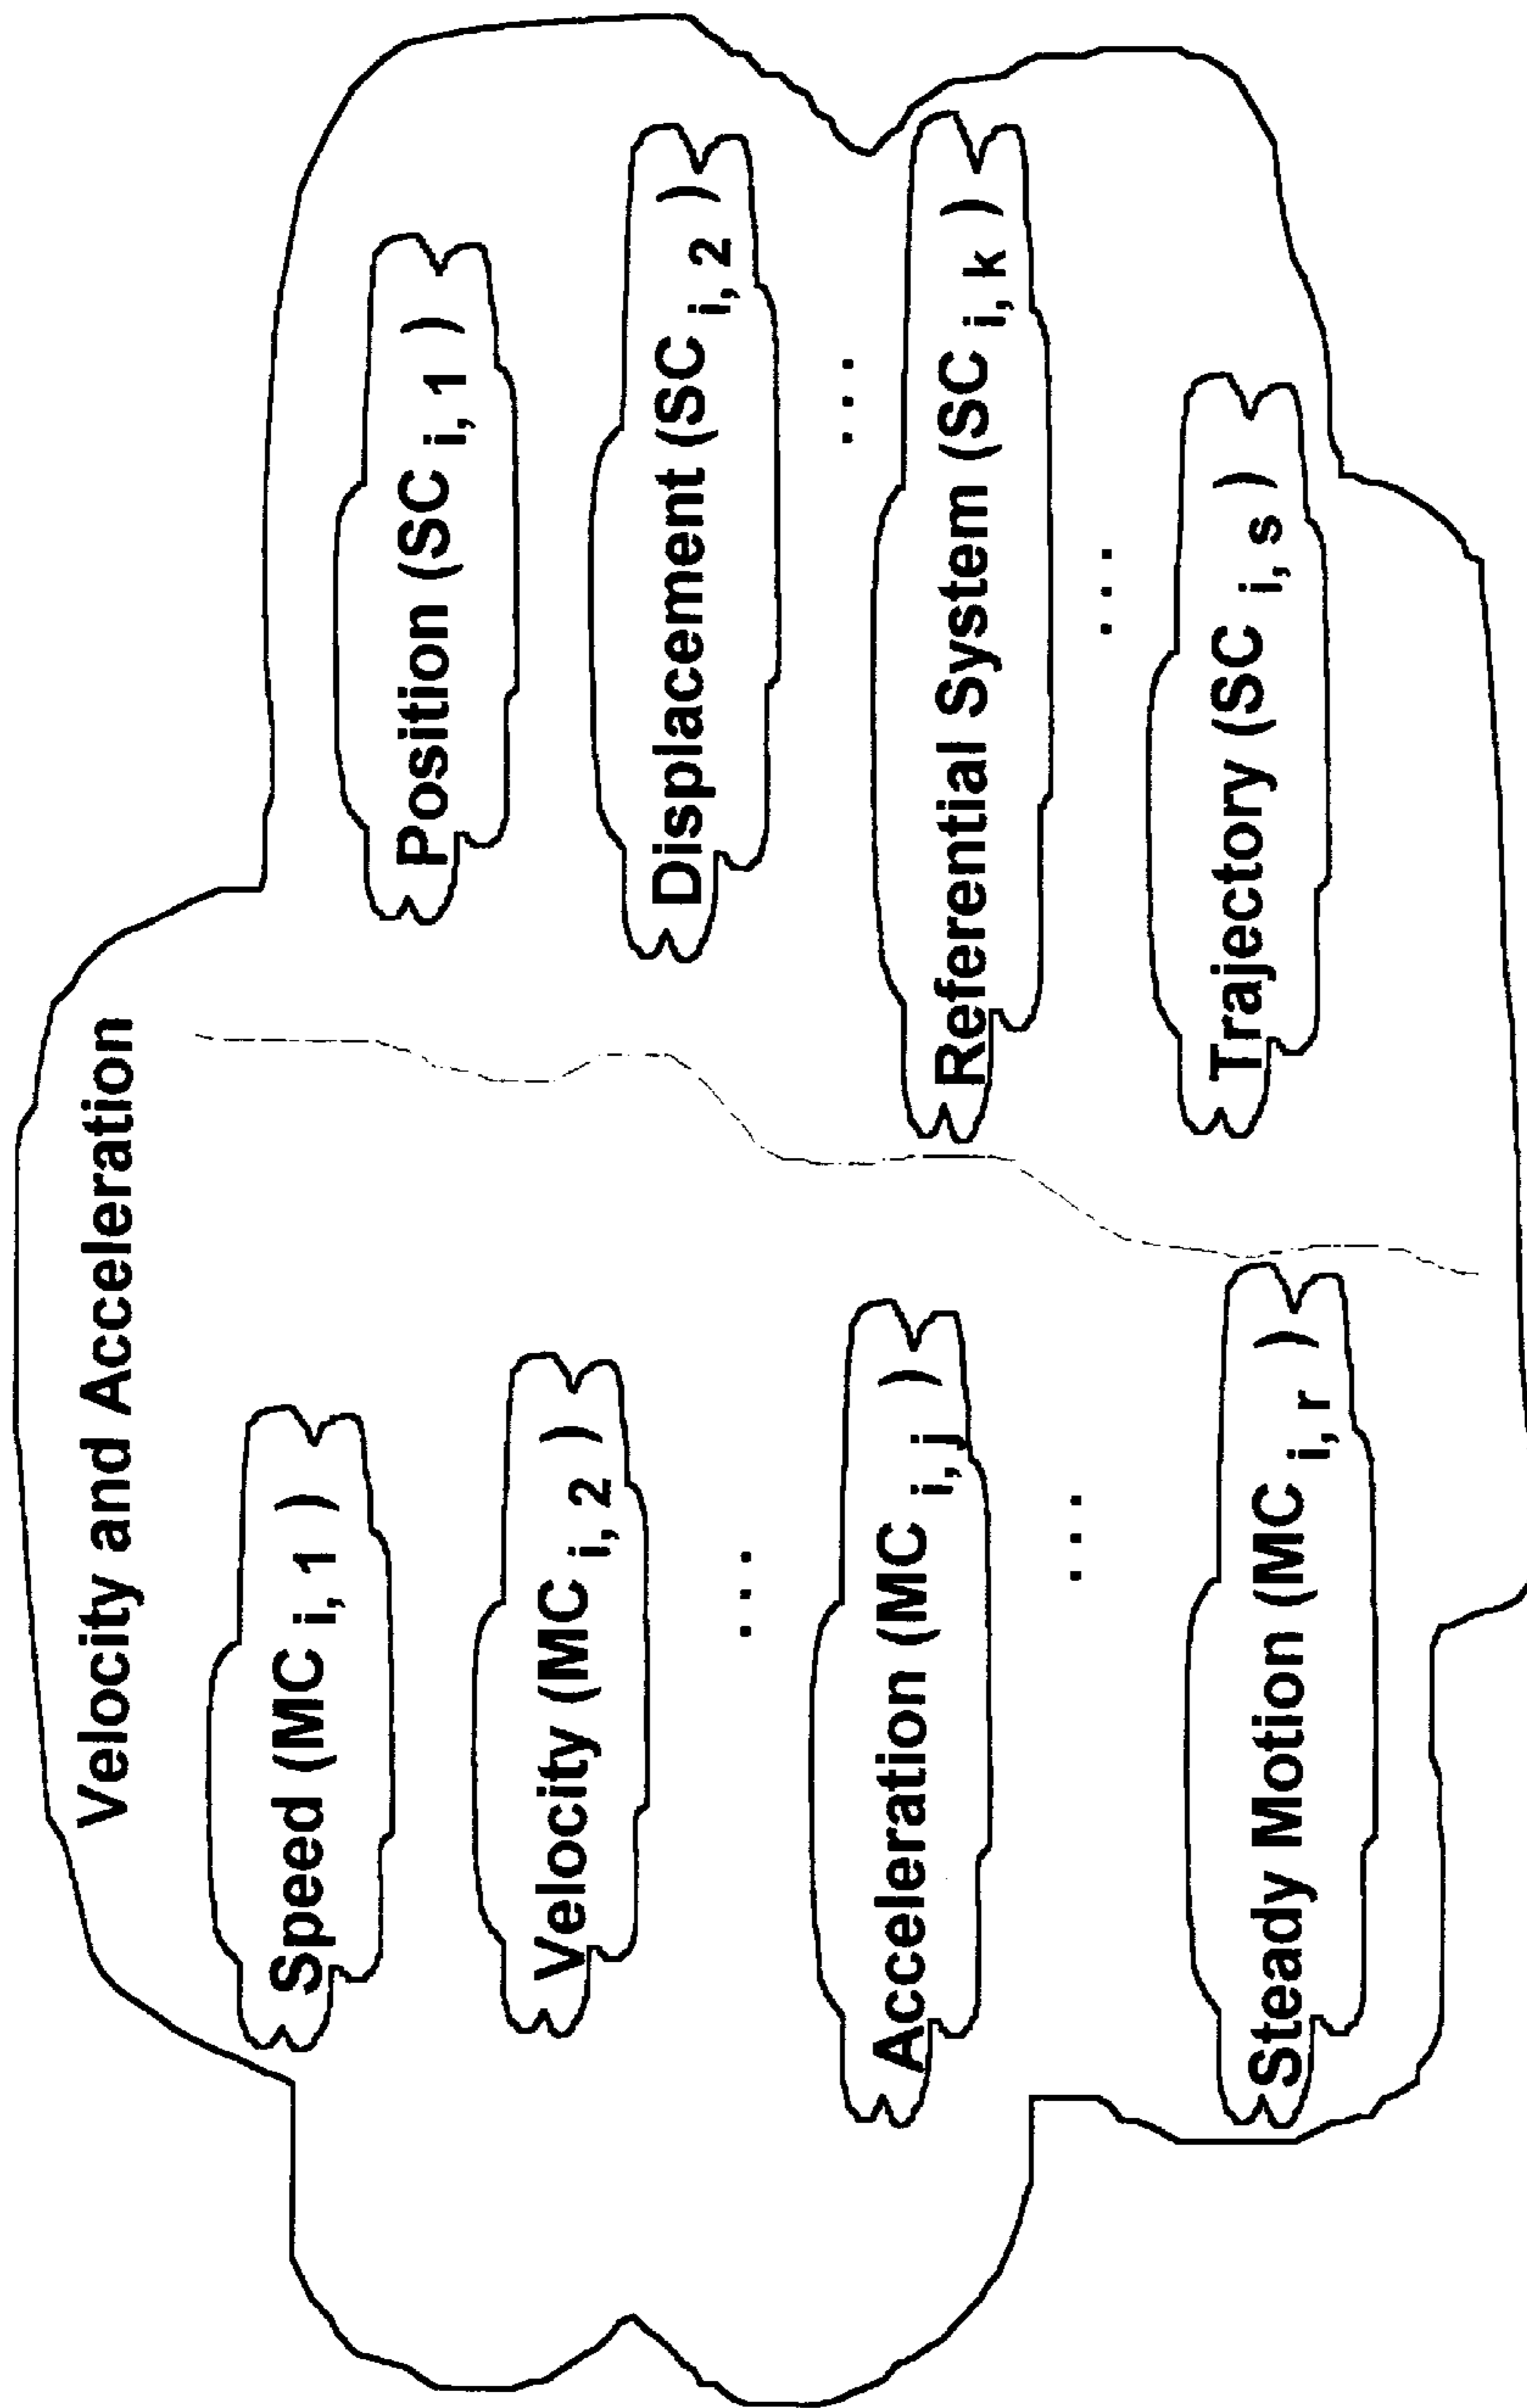 Velocity and Acceleration
Speed (MC i, 1 )
Velocity (MC i, 2 )
...
Acceleration (MC i, j )
...
Steady Motion (MC i, r )
Position (SC i, 1 )
Displacement (SC i, 2 )
...
Referential System (SC i, k )
...
Trajectory (SC i, s )